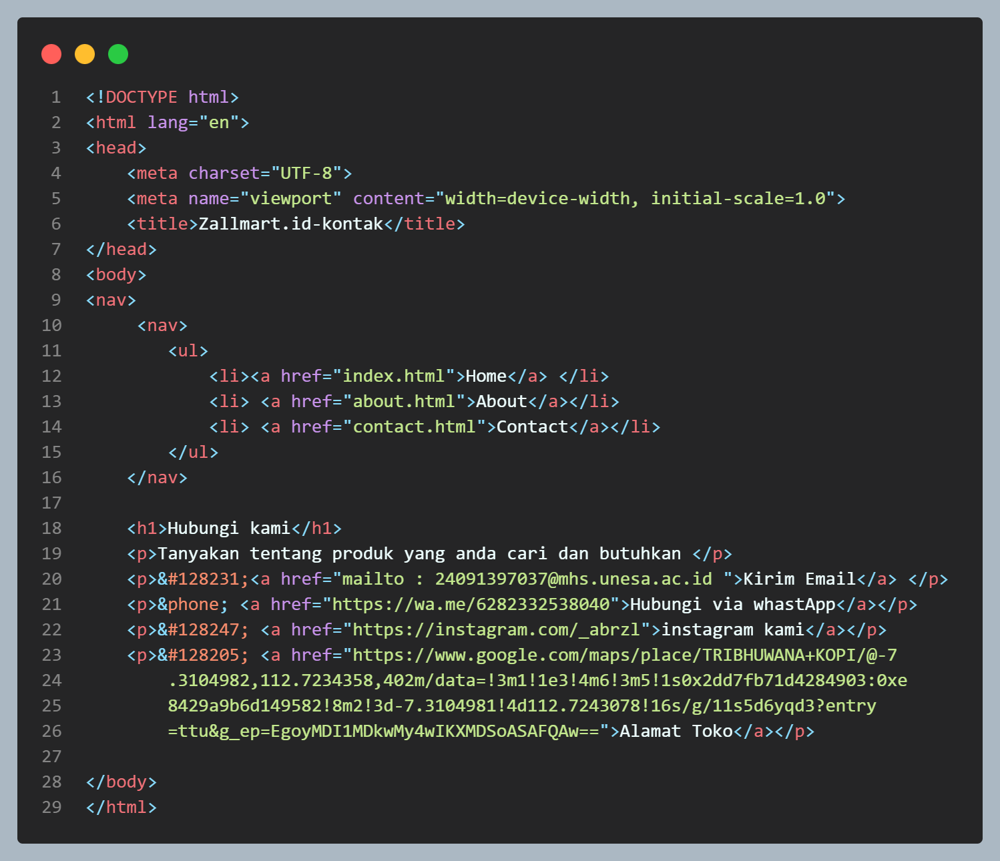 1 <!DOCTYPE html>
2 <html lang="en">
3 <head>
4     <meta charset="UTF-8">
5     <meta name="viewport" content="width=device-width, initial-scale=1.0">
6     <title>Zallmart.id-kontak</title>
7 </head>
8 <body>
9 <nav>
10      <nav>
11         <ul>
12             <li><a href="index.html">Home</a> </li>
13             <li> <a href="about.html">About</a></li>
14             <li> <a href="contact.html">Contact</a></li>
15         </ul>
16     </nav>
17
18     <h1>Hubungi kami</h1>
19     <p>Tanyakan tentang produk yang anda cari dan butuhkan </p>
20     <p>&#128231;<a href="mailto : 24091397037@mhs.unesa.ac.id ">Kirim Email</a> </p>
21     <p>&phone; <a href="https://wa.me/6282332538040">Hubungi via whastApp</a></p>
22     <p>&#128247; <a href="https://instagram.com/_abrzl">instagram kami</a></p>
23     <p>&#128205; <a href="https://www.google.com/maps/place/TRIBHUWANA+KOPI/@-7
24         .3104982,112.7234358,402m/data=!3m1!1e3!4m6!3m5!1s0x2dd7fb71d4284903:0xe
25         8429a9b6d149582!8m2!3d-7.3104981!4d112.7243078!16s/g/11s5d6yqd3?entry
26         =ttu&g_ep=EgoyMDI1MDkwMy4wIKXMDSoASAFQAw==">Alamat Toko</a></p>
27
28 </body>
29 </html>